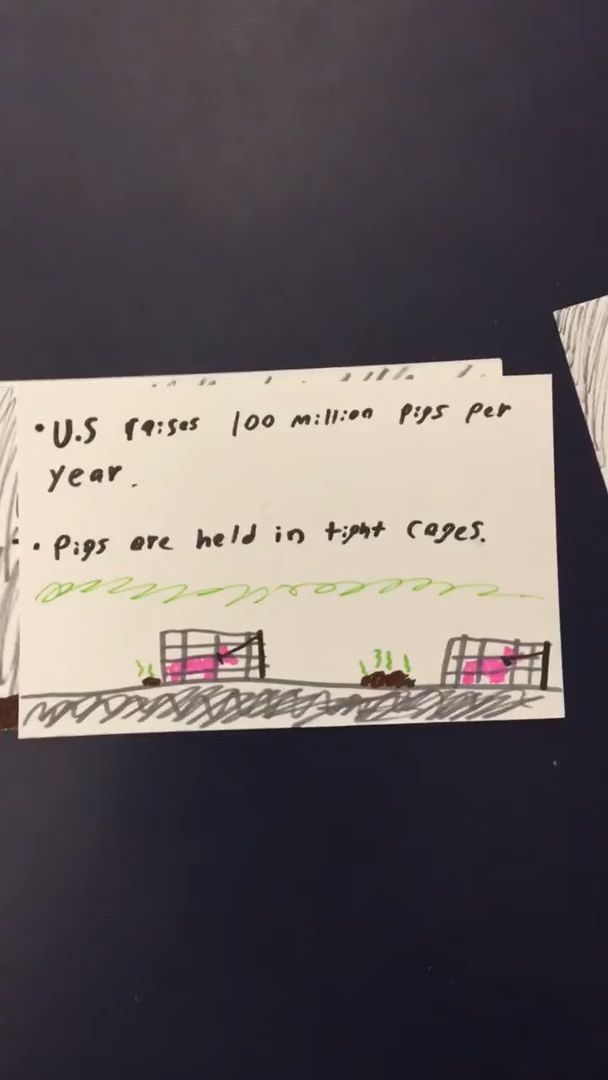 • U.S raises 100 million pigs per
year.
• Pigs are held in tight cages.